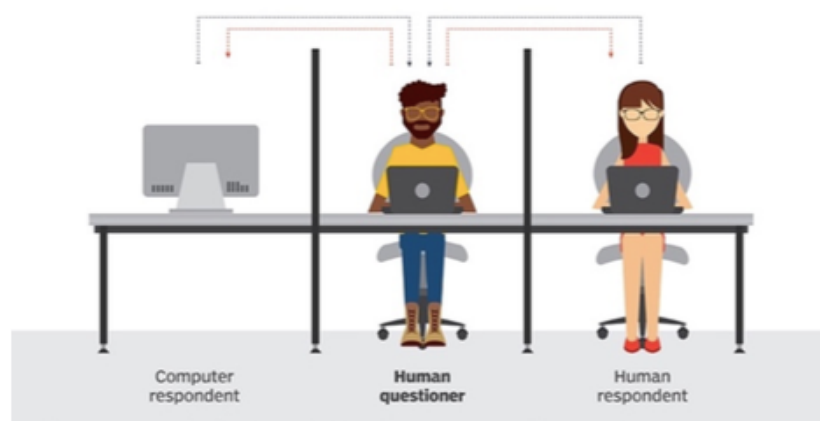 Computer
respondent
Human
questioner
Human
respondent